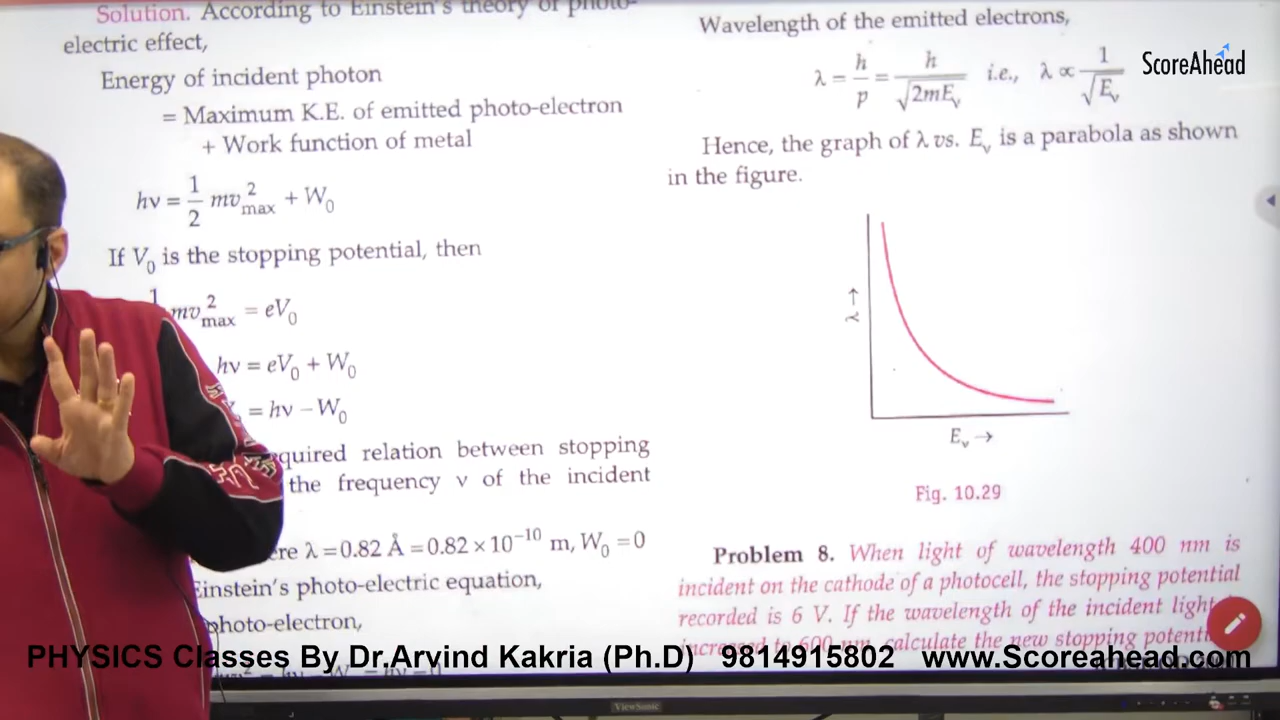 Solution. According to Einstein's theory of photo-
electric effect,
Energy of incident photon
= Maximum K.E. of emitted photo-electron
+ Work function of metal
hν = 1/2 mv²max + W₀
If V₀ is the stopping potential, then
1 mv²max = eV₀
hν = eV₀ + W₀
= hν − W₀
quired relation between stopping
the frequency ν of the incident
re λ = 0.82 Å = 0.82 × 10⁻¹⁰ m, W₀ = 0
Einstein's photo-electric equation,
photo-electron,
Wavelength of the emitted electrons,
λ = h/p = h/√2mEᵥ i.e., λ ∝ 1/√Eᵥ
Hence, the graph of λ vs. Eᵥ is a parabola as shown
in the figure.
λ →
Eᵥ →
Fig. 10.29
Problem 8. When light of wavelength 400 nm is
incident on the cathode of a photocell, the stopping potential
recorded is 6 V. If the wavelength of the incident light
increased to 600 nm, calculate the new stopping potenti
ScoreAhead
PHYSICS Classes By Dr.Arvind Kakria (Ph.D) 9814915802 www.Scoreahead.com
ViewSonic